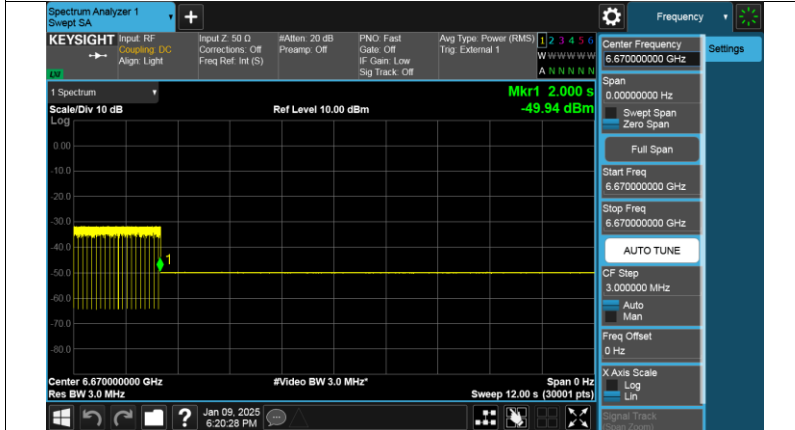 Spectrum Analyzer 1
Swept SA
Frequency
KEYSIGHT
Input: RF
Coupling: DC
Align: Light
Input Z: 50 Ω
Corrections: Off
Freq Ref: Int (S)
#Atten: 20 dB
Preamp: Off
PNO: Fast
Gate: Off
IF Gain: Low
Sig Track: Off
Avg Type: Power (RMS)
Trig: External 1
1 2 3 4 5 6
W W W W W W
A N N N N N
LXI
1 Spectrum
Mkr1 2.000 s
Scale/Div 10 dB
Ref Level 10.00 dBm
-49.94 dBm
Log
0.00
-10.0
-20.0
-30.0
-40.0
-50.0
-60.0
-70.0
-80.0
1
Center 6.670000000 GHz
#Video BW 3.0 MHz*
Span 0 Hz
Res BW 3.0 MHz
Sweep 12.00 s (30001 pts)
Jan 09, 2025
6:20:28 PM
Center Frequency
6.670000000 GHz
Settings
Span
0.00000000 Hz
Swept Span
Zero Span
Full Span
Start Freq
6.670000000 GHz
Stop Freq
6.670000000 GHz
AUTO TUNE
CF Step
3.000000 MHz
Auto
Man
Freq Offset
0 Hz
X Axis Scale
Log
Lin
Signal Track
(Span Zoom)